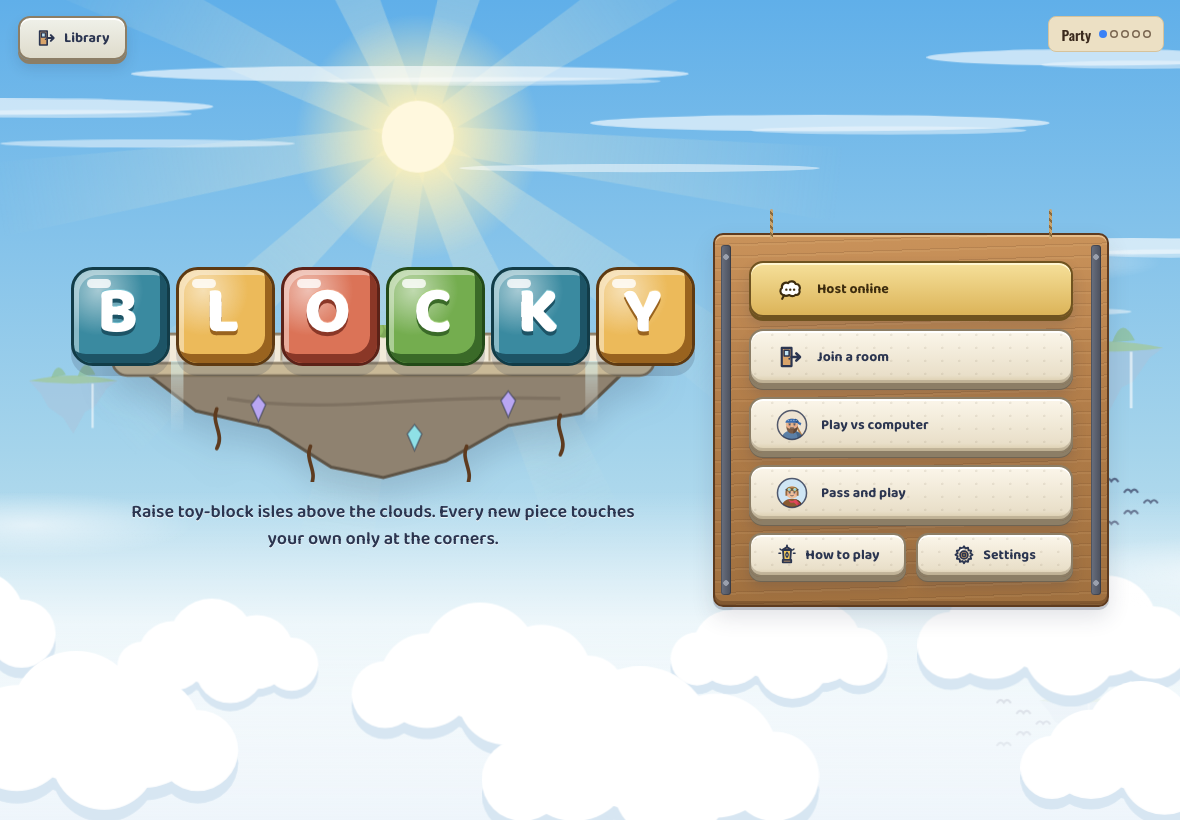 Library
Party
BLOCKY
Raise toy-block isles above the clouds. Every new piece touches
your own only at the corners.
Host online
Join a room
Play vs computer
Pass and play
How to play
Settings